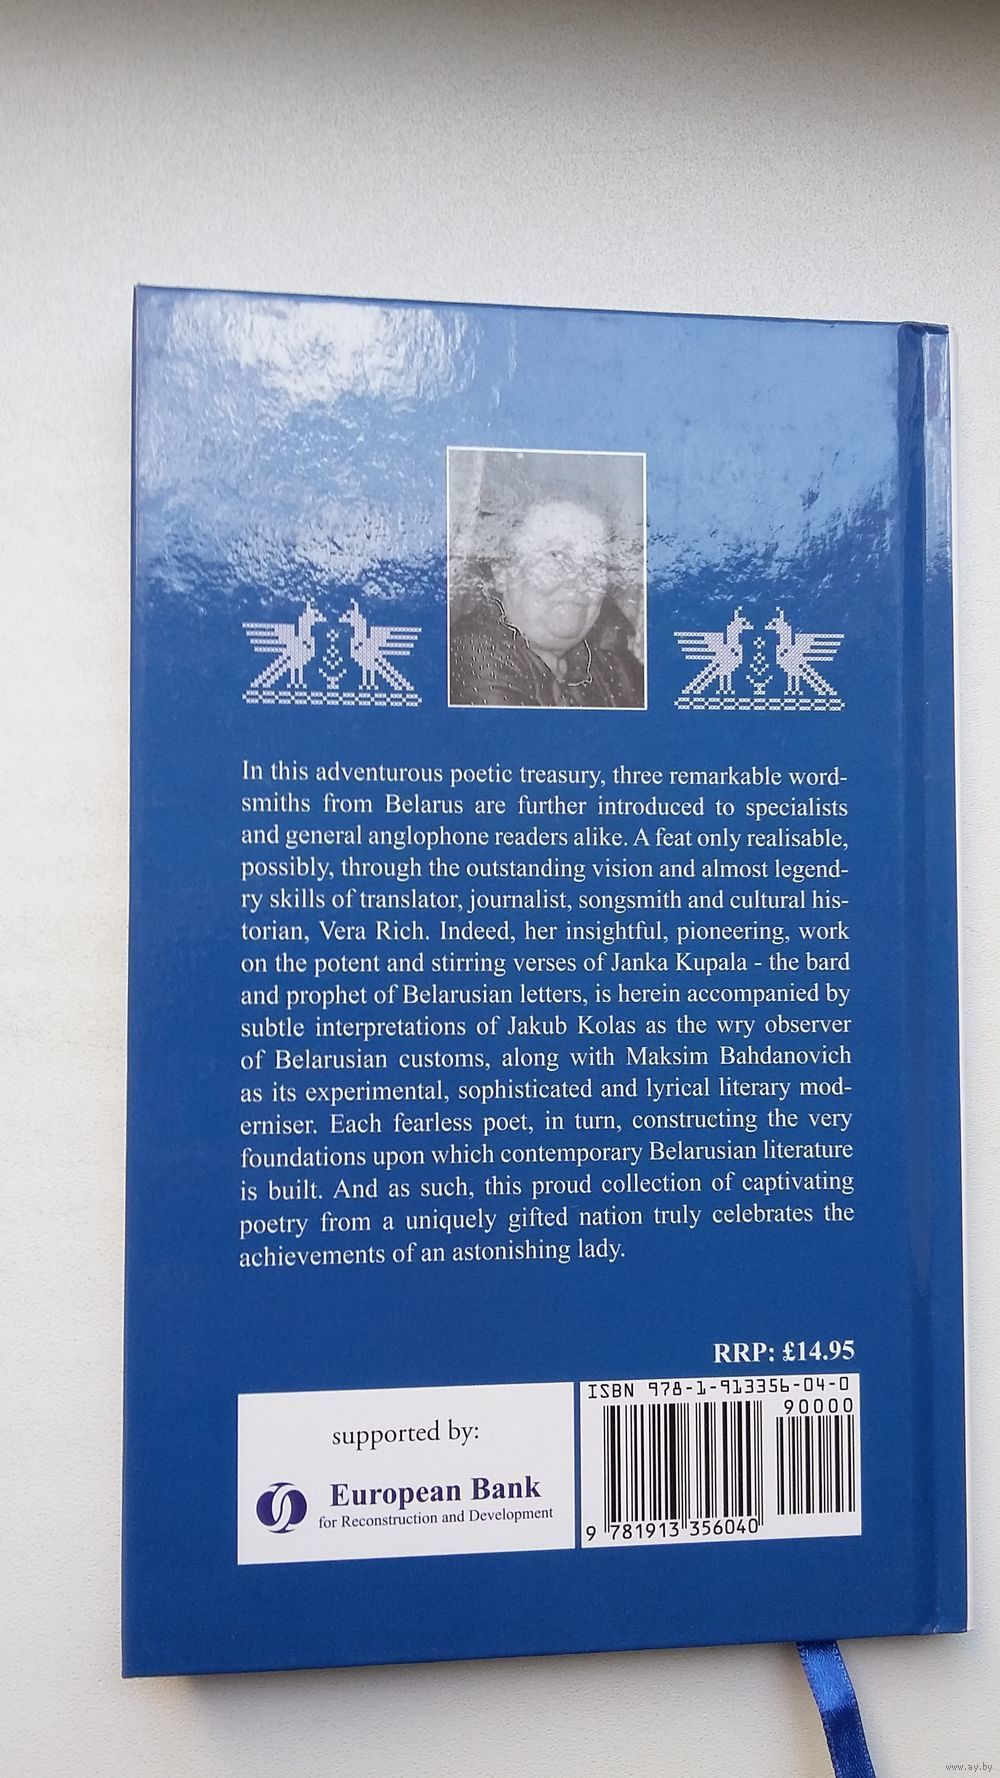 In this adventurous poetic treasury, three remarkable word-
smiths from Belarus are further introduced to specialists
and general anglophone readers alike. A feat only realisable,
possibly, through the outstanding vision and almost legend-
ry skills of translator, journalist, songsmith and cultural his-
torian, Vera Rich. Indeed, her insightful, pioneering, work
on the potent and stirring verses of Janka Kupala - the bard
and prophet of Belarusian letters, is herein accompanied by
subtle interpretations of Jakub Kolas as the wry observer
of Belarusian customs, along with Maksim Bahdanovich
as its experimental, sophisticated and lyrical literary mod-
erniser. Each fearless poet, in turn, constructing the very
foundations upon which contemporary Belarusian literature
is built. And as such, this proud collection of captivating
poetry from a uniquely gifted nation truly celebrates the
achievements of an astonishing lady.
RRP: £14.95
supported by:
European Bank
for Reconstruction and Development
ISBN 978-1-913356-04-0
90000
9 781913 356040
www.ay.by